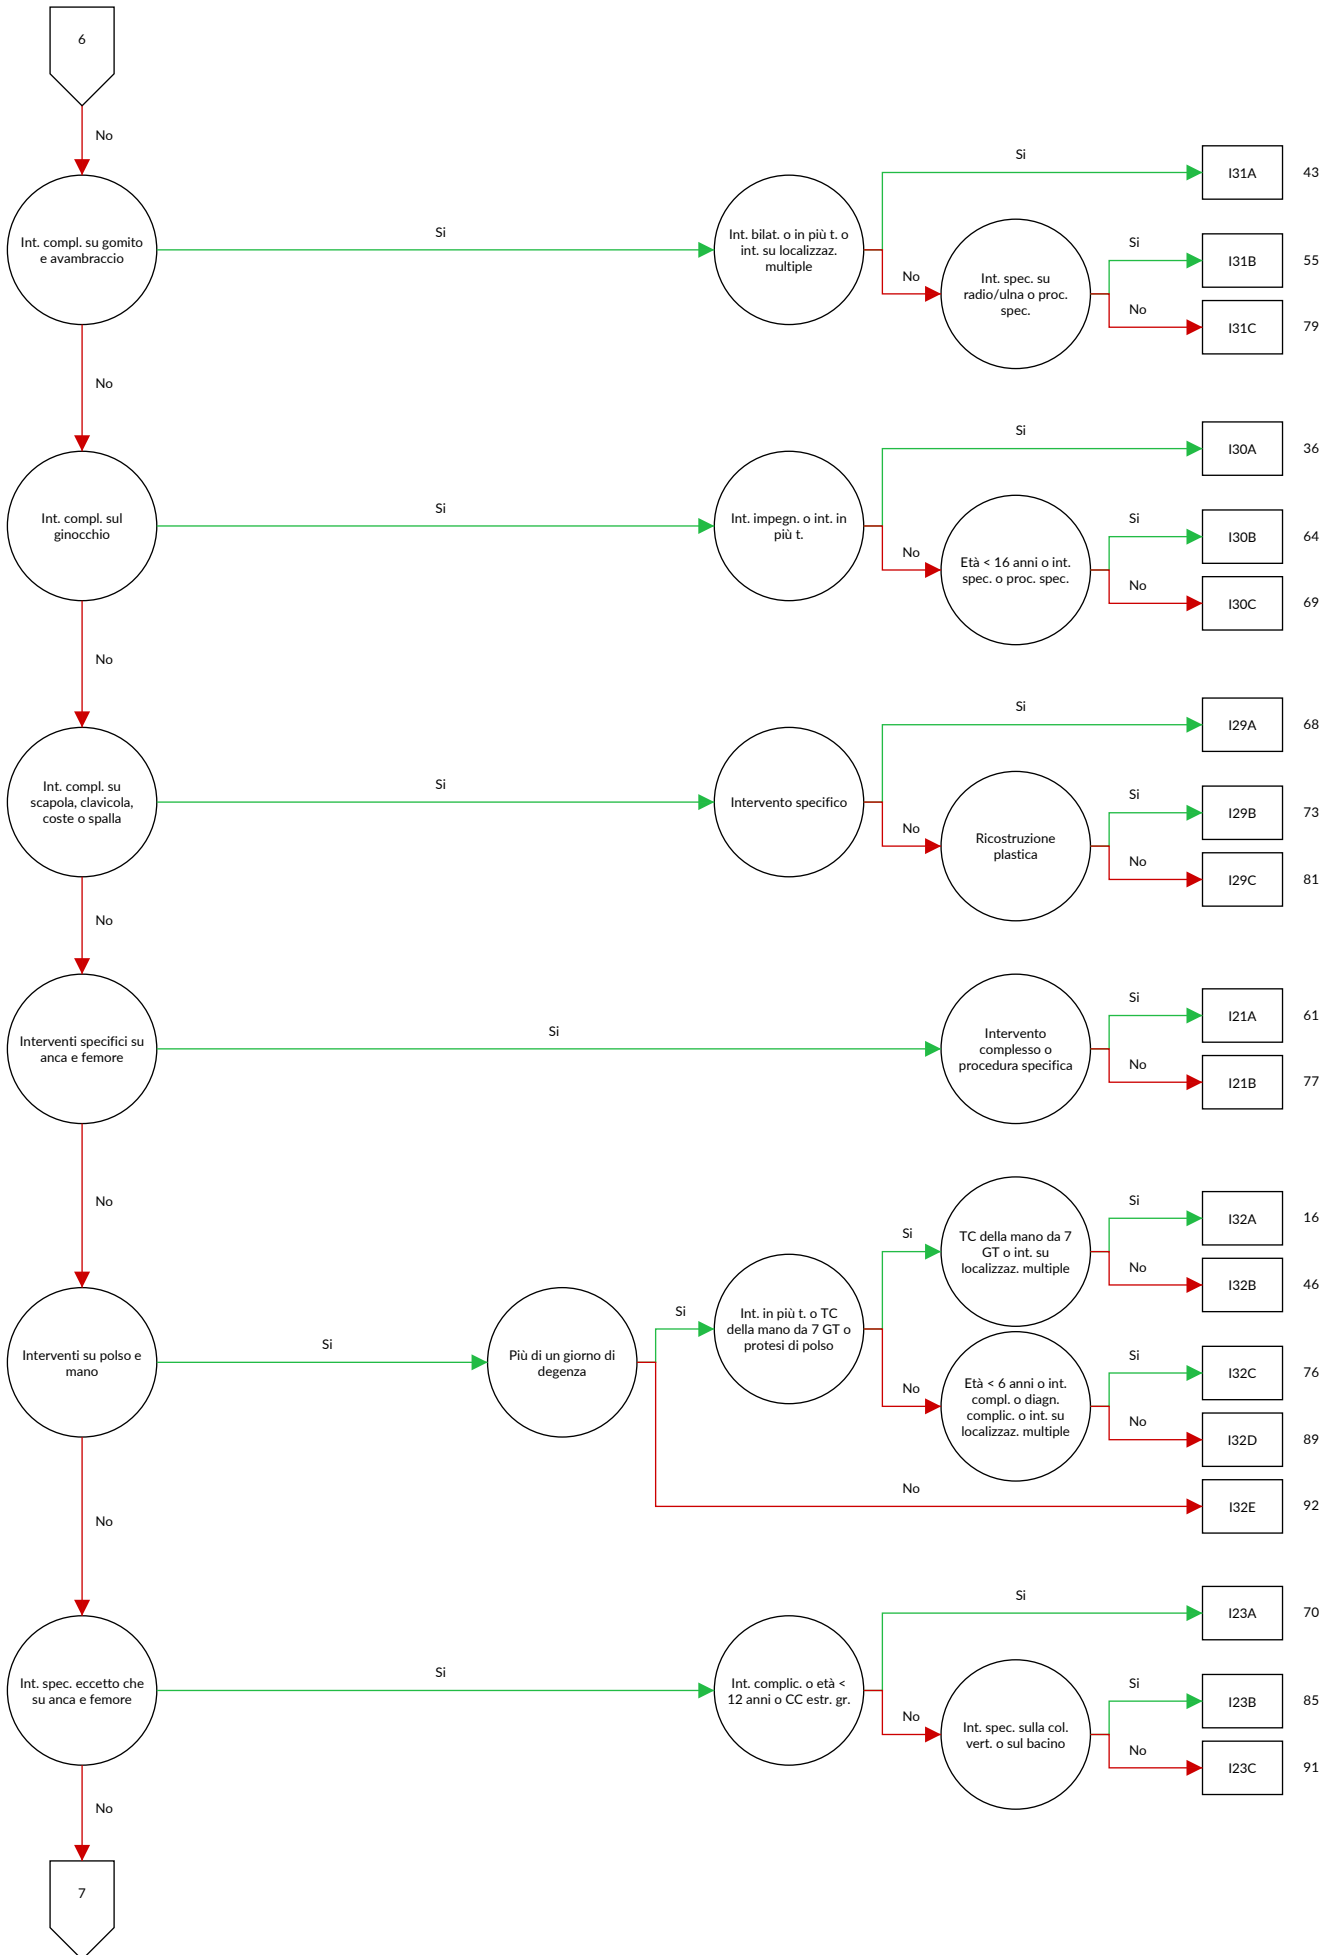 6
No
Int. compl. su gomito
e avambraccio
Si
Int. bilat. o in più t. o
int. su localizzaz.
multiple
Si
I31A
43
No
Int. spec. su
radio/ulna o proc.
spec.
Si
I31B
55
No
I31C
79
No
Int. compl. sul
ginocchio
Si
Int. impegn. o int. in
più t.
Si
I30A
36
No
Età < 16 anni o int.
spec. o proc. spec.
Si
I30B
64
No
I30C
69
No
Int. compl. su
scapola, clavicola,
coste o spalla
Si
Intervento specifico
Si
I29A
68
No
Ricostruzione
plastica
Si
I29B
73
No
I29C
81
No
Interventi specifici su
anca e femore
Si
Intervento
complesso o
procedura specifica
Si
I21A
61
No
I21B
77
No
Interventi su polso e
mano
Si
Più di un giorno di
degenza
Si
Int. in più t. o TC
della mano da 7 GT o
protesi di polso
Si
TC della mano da 7
GT o int. su
localizzaz. multiple
Si
I32A
16
No
I32B
46
No
Età < 6 anni o int.
compl. o diagn.
complic. o int. su
localizzaz. multiple
Si
I32C
76
No
I32D
89
No
I32E
92
No
Int. spec. eccetto che
su anca e femore
Si
Int. complic. o età <
12 anni o CC estr. gr.
Si
I23A
70
No
Int. spec. sulla col.
vert. o sul bacino
Si
I23B
85
No
I23C
91
No
7